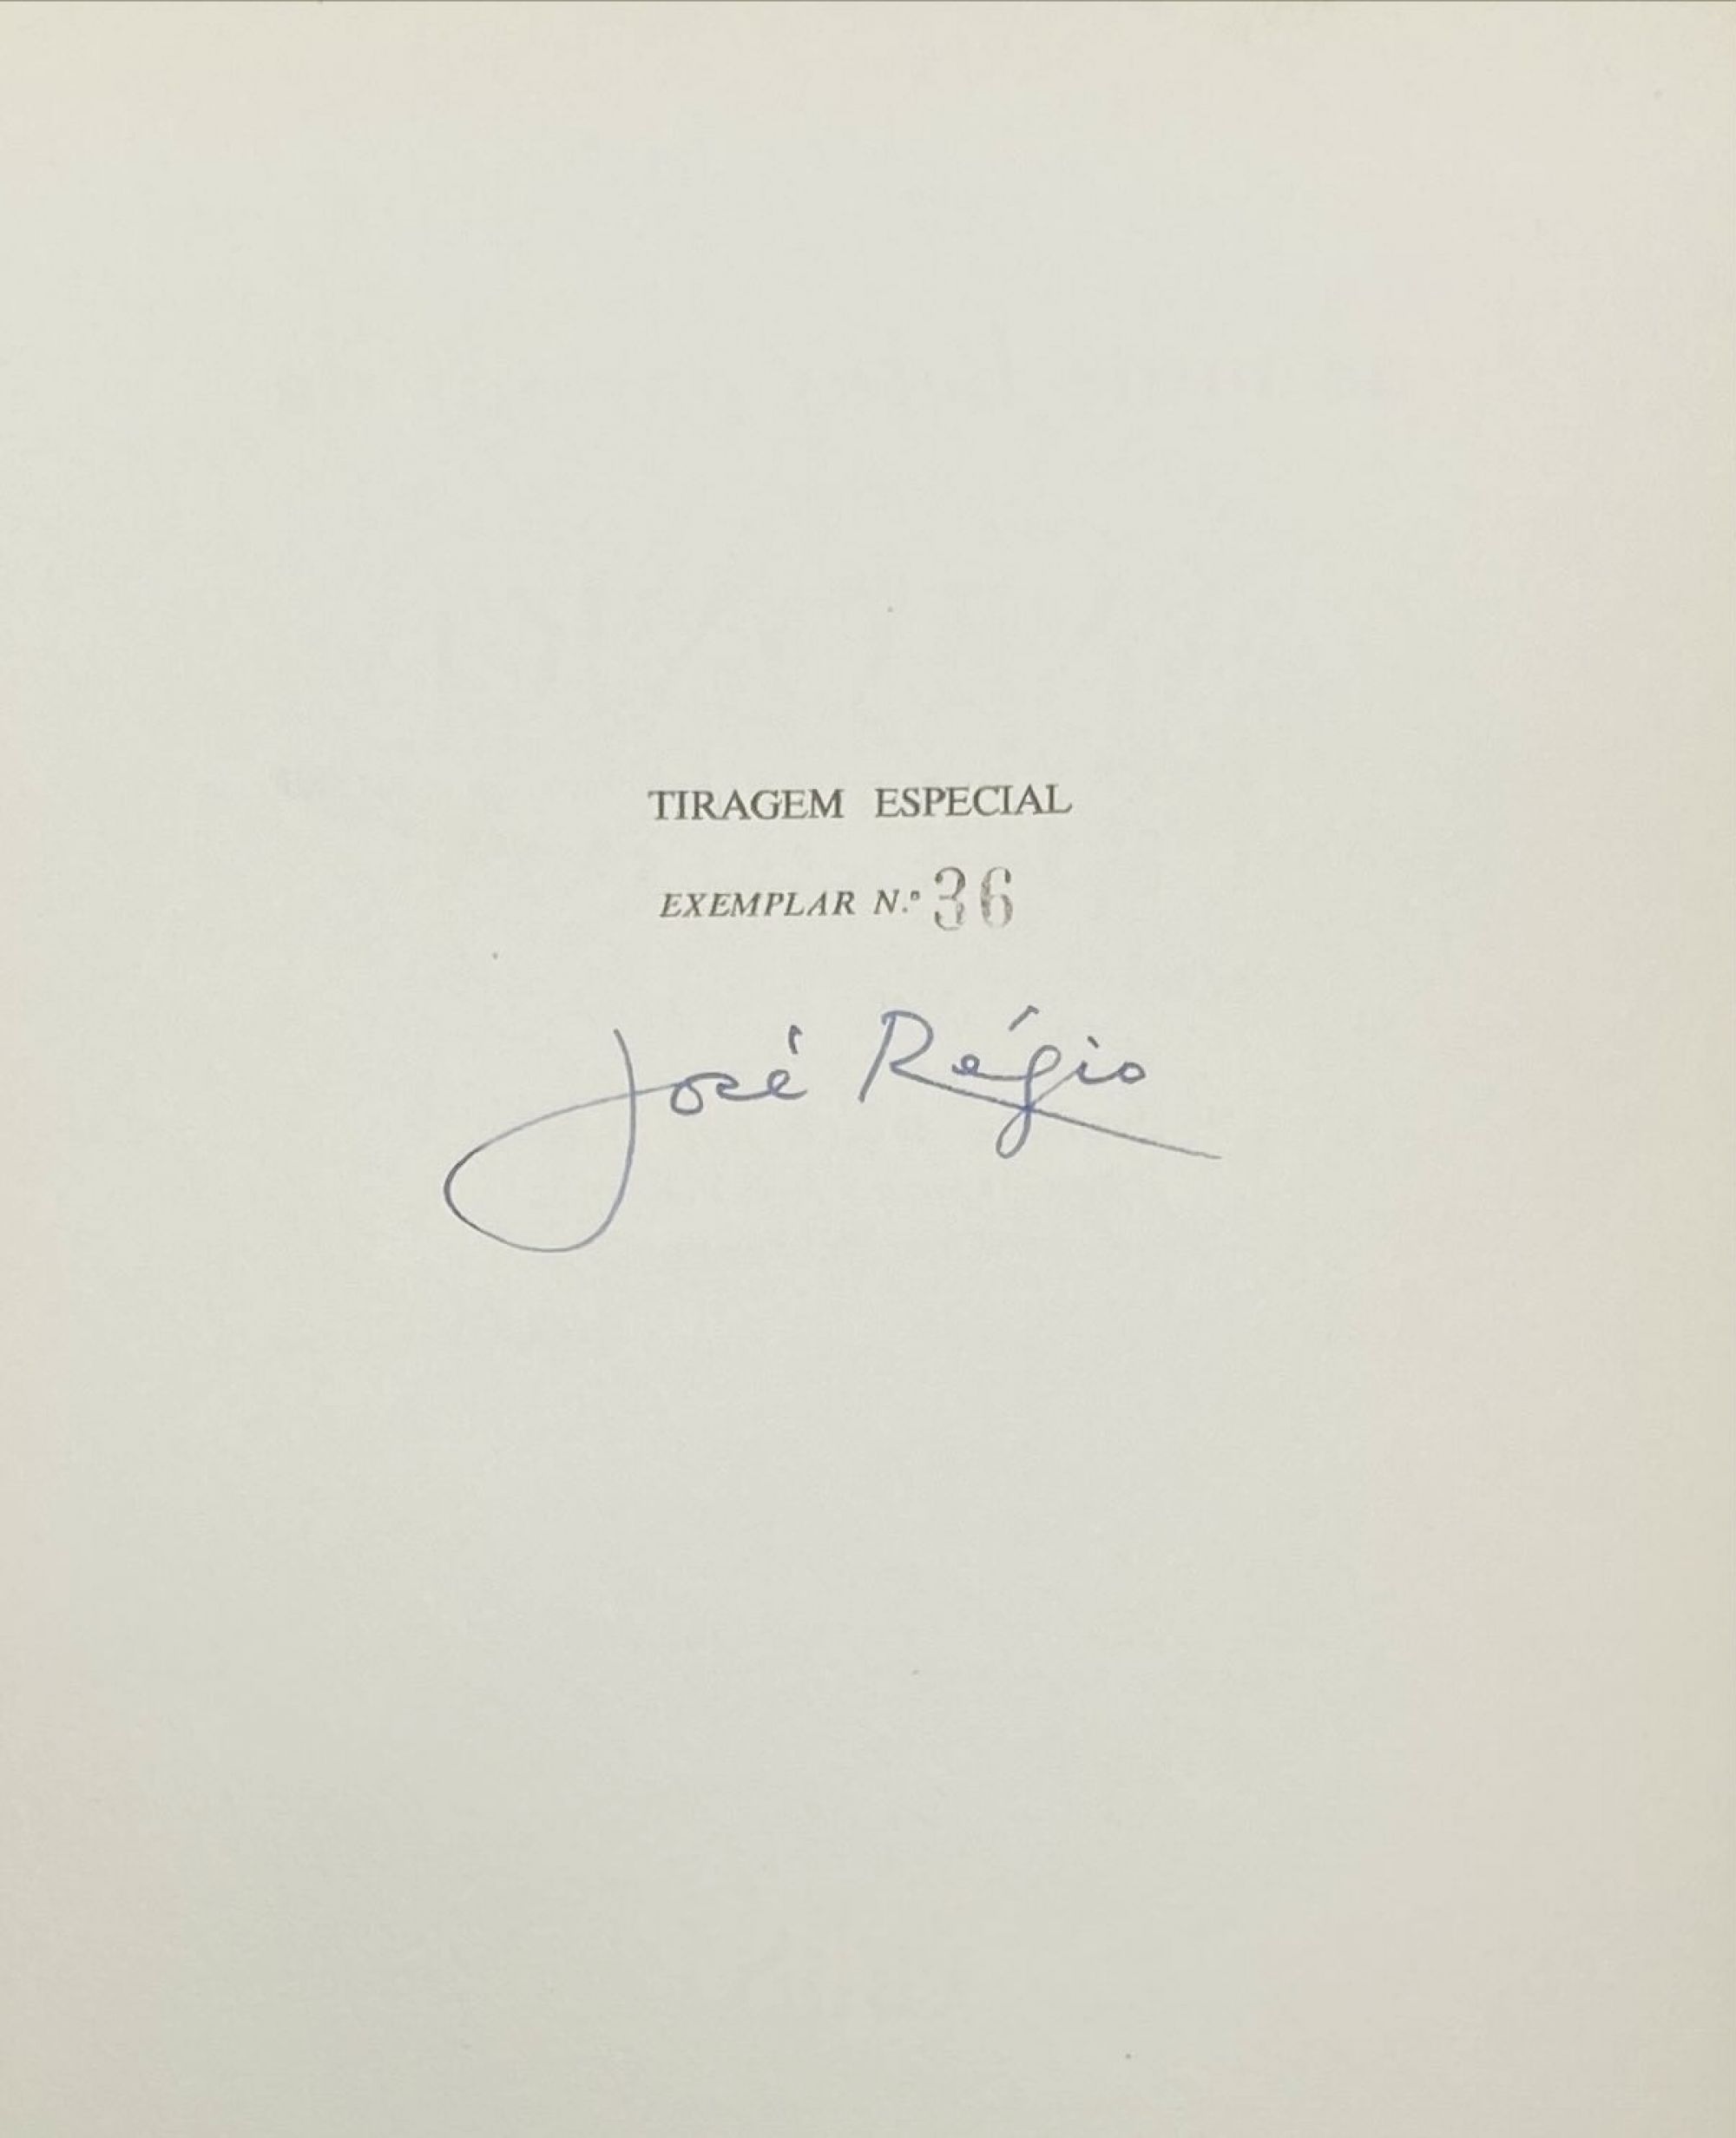 TIRAGEM ESPECIAL
EXEMPLAR N.º 36
José Régio